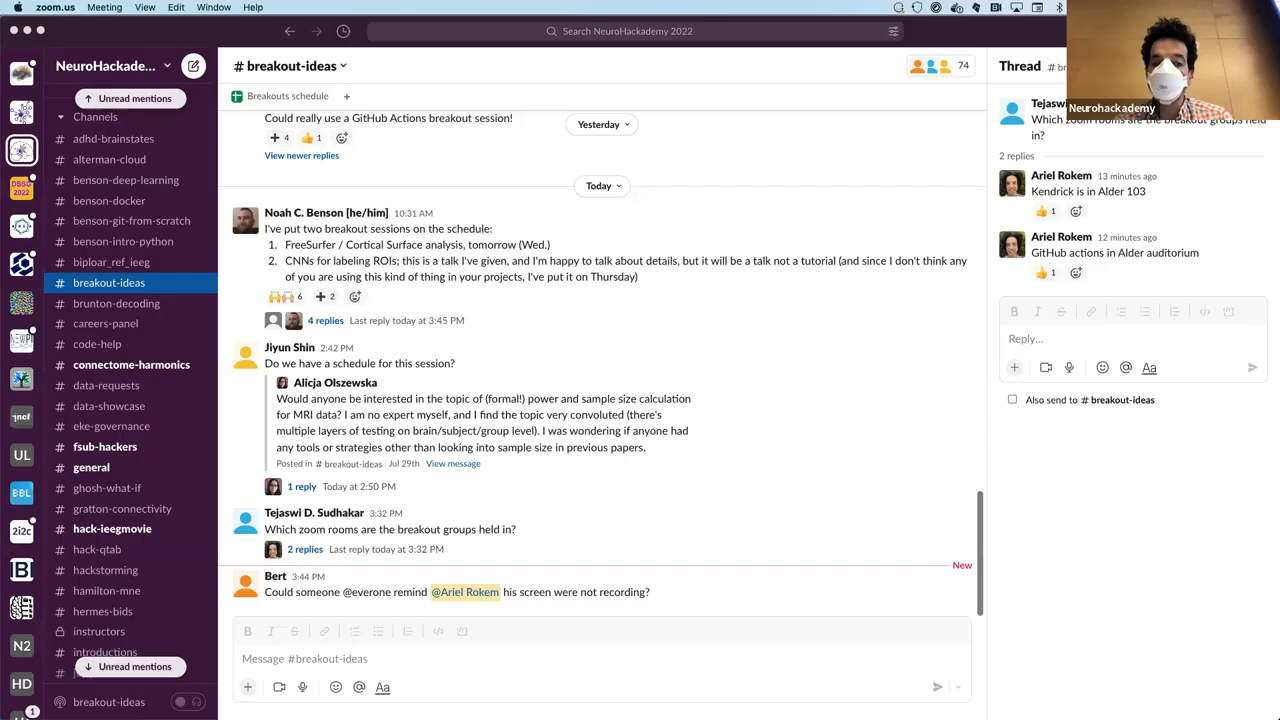 zoom.us Meeting View Edit Window Help
Search NeuroHackademy 2022
NeuroHackade...
Unread mentions
Channels
# adhd-brainstates
# alterman-cloud
# benson-deep-learning
# benson-docker
# benson-git-from-scratch
# benson-intro-python
# biploar_ref_ieeg
# breakout-ideas
# brunton-decoding
# careers-panel
# code-help
# connectome-harmonics
# data-requests
# data-showcase
# eke-governance
# fsub-hackers
# general
# ghosh-what-if
# gratton-connectivity
# hack-ieegmovie
# hack-qtab
# hackstorming
# hamilton-mne
# hermes-bids
instructors
# introductions
Unread mentions
breakout-ideas
DSSG
2022
ncf
UL
BBL
2i2c
N2
HD
1
# breakout-ideas
74
Breakouts schedule
Could really use a GitHub Actions breakout session!
Yesterday
4 1
View newer replies
Today
Noah C. Benson [he/him] 10:31 AM
I've put two breakout sessions on the schedule:
1. FreeSurfer / Cortical Surface analysis, tomorrow (Wed.)
2. CNNs for labeling ROIs; this is a talk I've given, and I'm happy to talk about details, but it will be a talk not a tutorial (and since I don't think any
of you are using this kind of thing in your projects, I've put it on Thursday)
6 2
4 replies Last reply today at 3:45 PM
Jiyun Shin 2:42 PM
Do we have a schedule for this session?
Alicja Olszewska
Would anyone be interested in the topic of (formal!) power and sample size calculation
for MRI data? I am no expert myself, and I find the topic very convoluted (there's
multiple layers of testing on brain/subject/group level). I was wondering if anyone had
any tools or strategies other than looking into sample size in previous papers.
Posted in # breakout-ideas | Jul 29th | View message
1 reply Today at 2:50 PM
Tejaswi D. Sudhakar 3:32 PM
Which zoom rooms are the breakout groups held in?
2 replies Last reply today at 3:32 PM
New
Bert 3:44 PM
Could someone @everone remind @Ariel Rokem his screen were not recording?
B I S
Message #breakout-ideas
Aa
Thread # br
Neurohackademy
Tejasw
Which zoom rooms are the breakout groups held
in?
2 replies
Ariel Rokem 13 minutes ago
Kendrick is in Alder 103
1
Ariel Rokem 12 minutes ago
GitHub actions in Alder auditorium
1
B I S
Reply...
Aa
Also send to # breakout-ideas